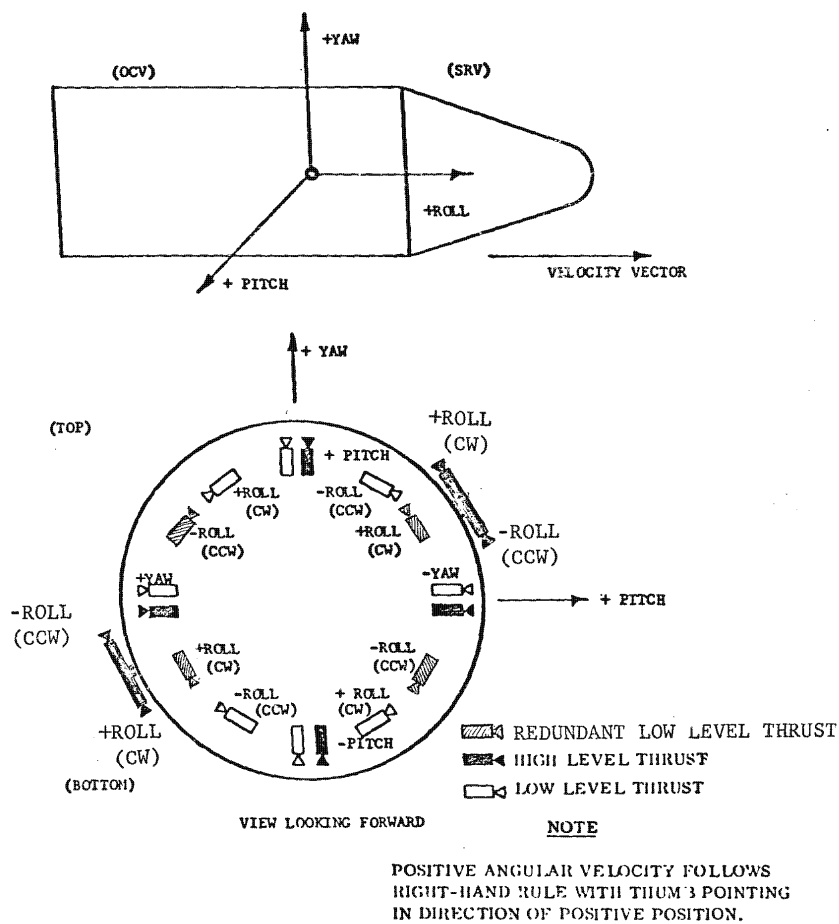 +YAW
(OCV)
(SRV)
+ROLL
+ PITCH
VELOCITY VECTOR
+ YAW
(TOP)
+ROLL
(CW)
+ PITCH
+ROLL
(CW)
-ROLL
(CCW)
-ROLL
(CCW)
+ROLL
(CW)
-ROLL
(CCW)
+YAW
-YAW
+ PITCH
-ROLL
(CCW)
+ROLL
(CW)
-ROLL
(CCW)
-ROLL
(CCW)
+ ROLL
(CW)
+ROLL
(CW)
-PITCH
(BOTTOM)
REDUNDANT LOW LEVEL THRUST
HIGH LEVEL THRUST
LOW LEVEL THRUST
VIEW LOOKING FORWARD
NOTE
POSITIVE ANGULAR VELOCITY FOLLOWS
RIGHT-HAND RULE WITH THUMB POINTING
IN DIRECTION OF POSITIVE POSITION.